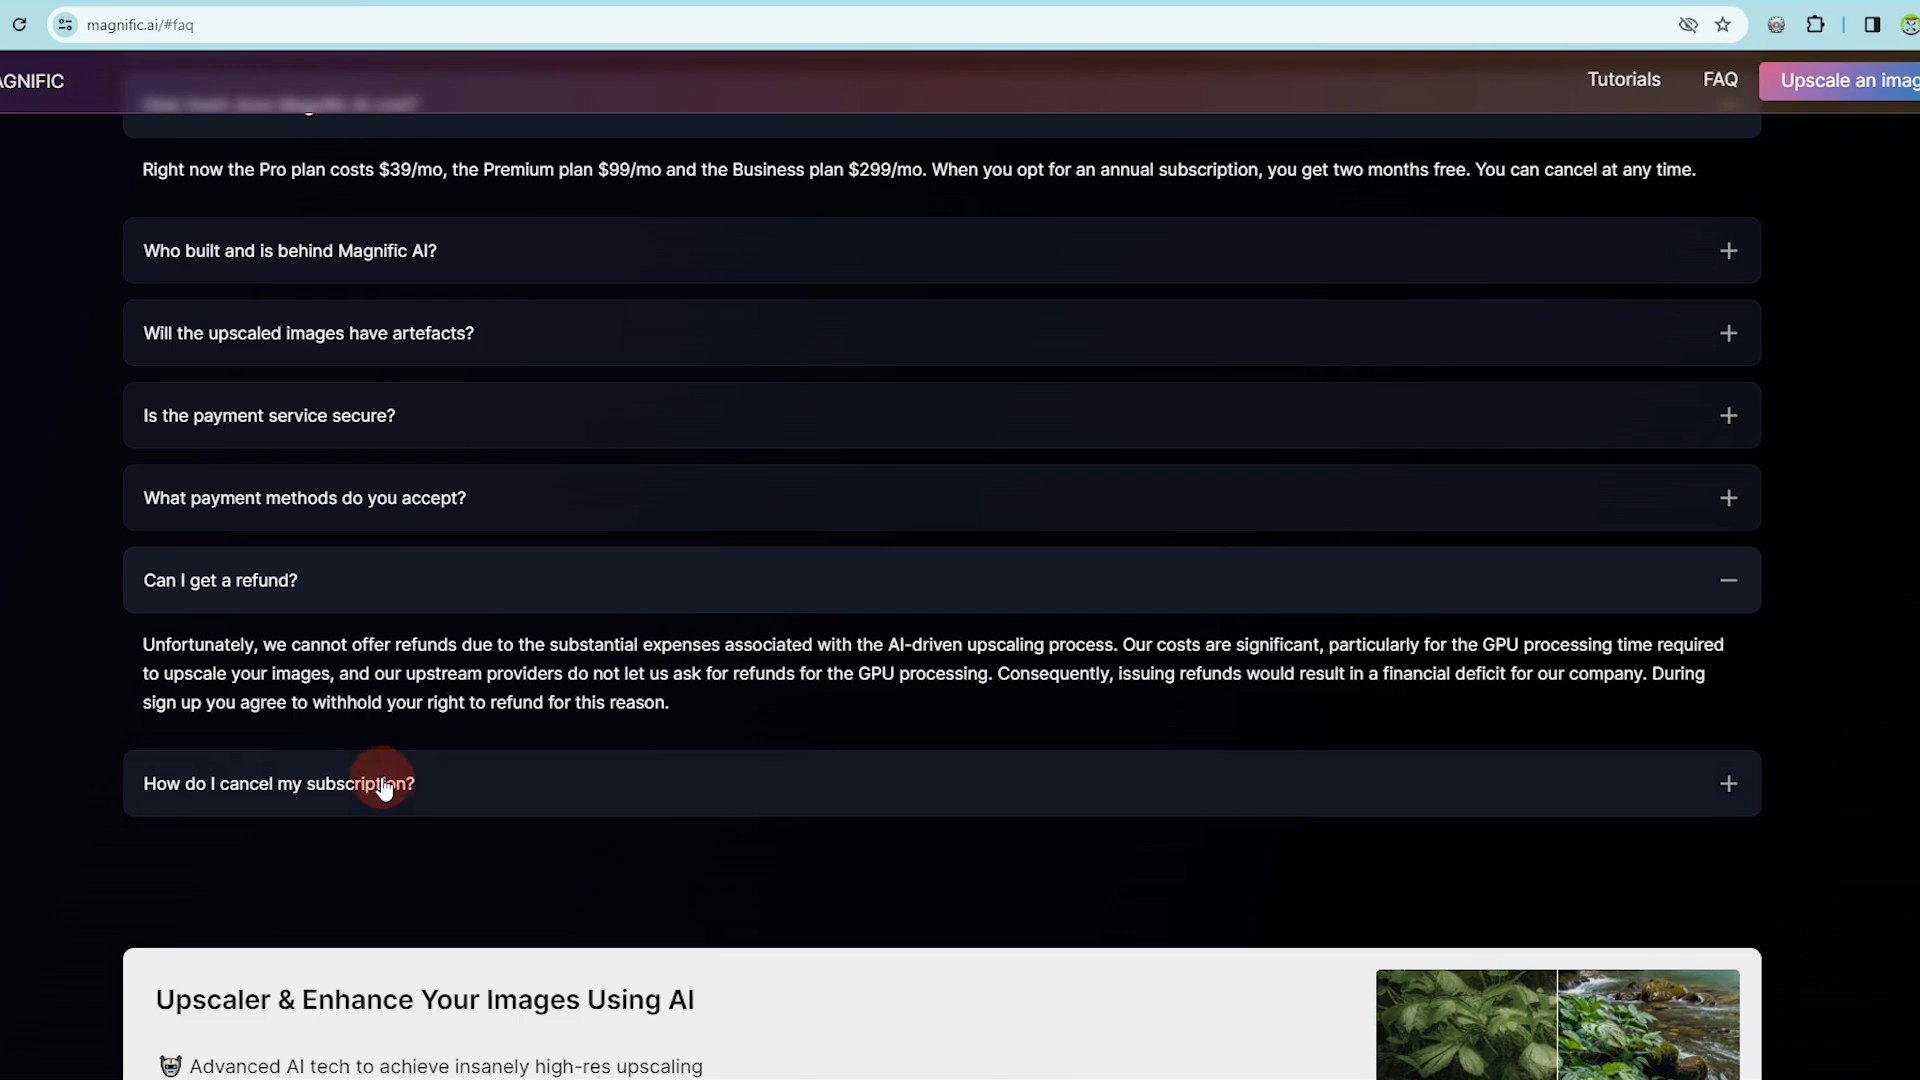 magnific.ai/#faq
AGNIFIC
Tutorials
FAQ
Upscale an imag
How much does Magnific AI cost?
Right now the Pro plan costs $39/mo, the Premium plan $99/mo and the Business plan $299/mo. When you opt for an annual subscription, you get two months free. You can cancel at any time.
Who built and is behind Magnific AI?
Will the upscaled images have artefacts?
Is the payment service secure?
What payment methods do you accept?
Can I get a refund?
Unfortunately, we cannot offer refunds due to the substantial expenses associated with the AI-driven upscaling process. Our costs are significant, particularly for the GPU processing time required
to upscale your images, and our upstream providers do not let us ask for refunds for the GPU processing. Consequently, issuing refunds would result in a financial deficit for our company. During
sign up you agree to withhold your right to refund for this reason.
How do I cancel my subscription?
Upscaler & Enhance Your Images Using AI
Advanced AI tech to achieve insanely high-res upscaling